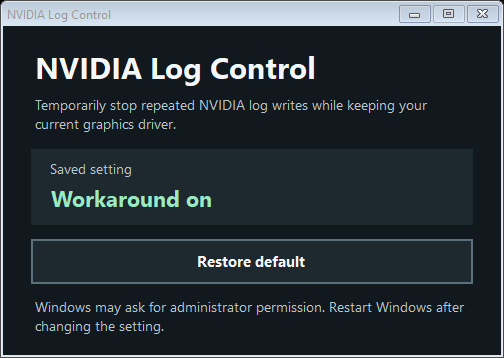 NVIDIA Log Control
NVIDIA Log Control
Temporarily stop repeated NVIDIA log writes while keeping your
current graphics driver.
Saved setting
Workaround on
Restore default
Windows may ask for administrator permission. Restart Windows after
changing the setting.